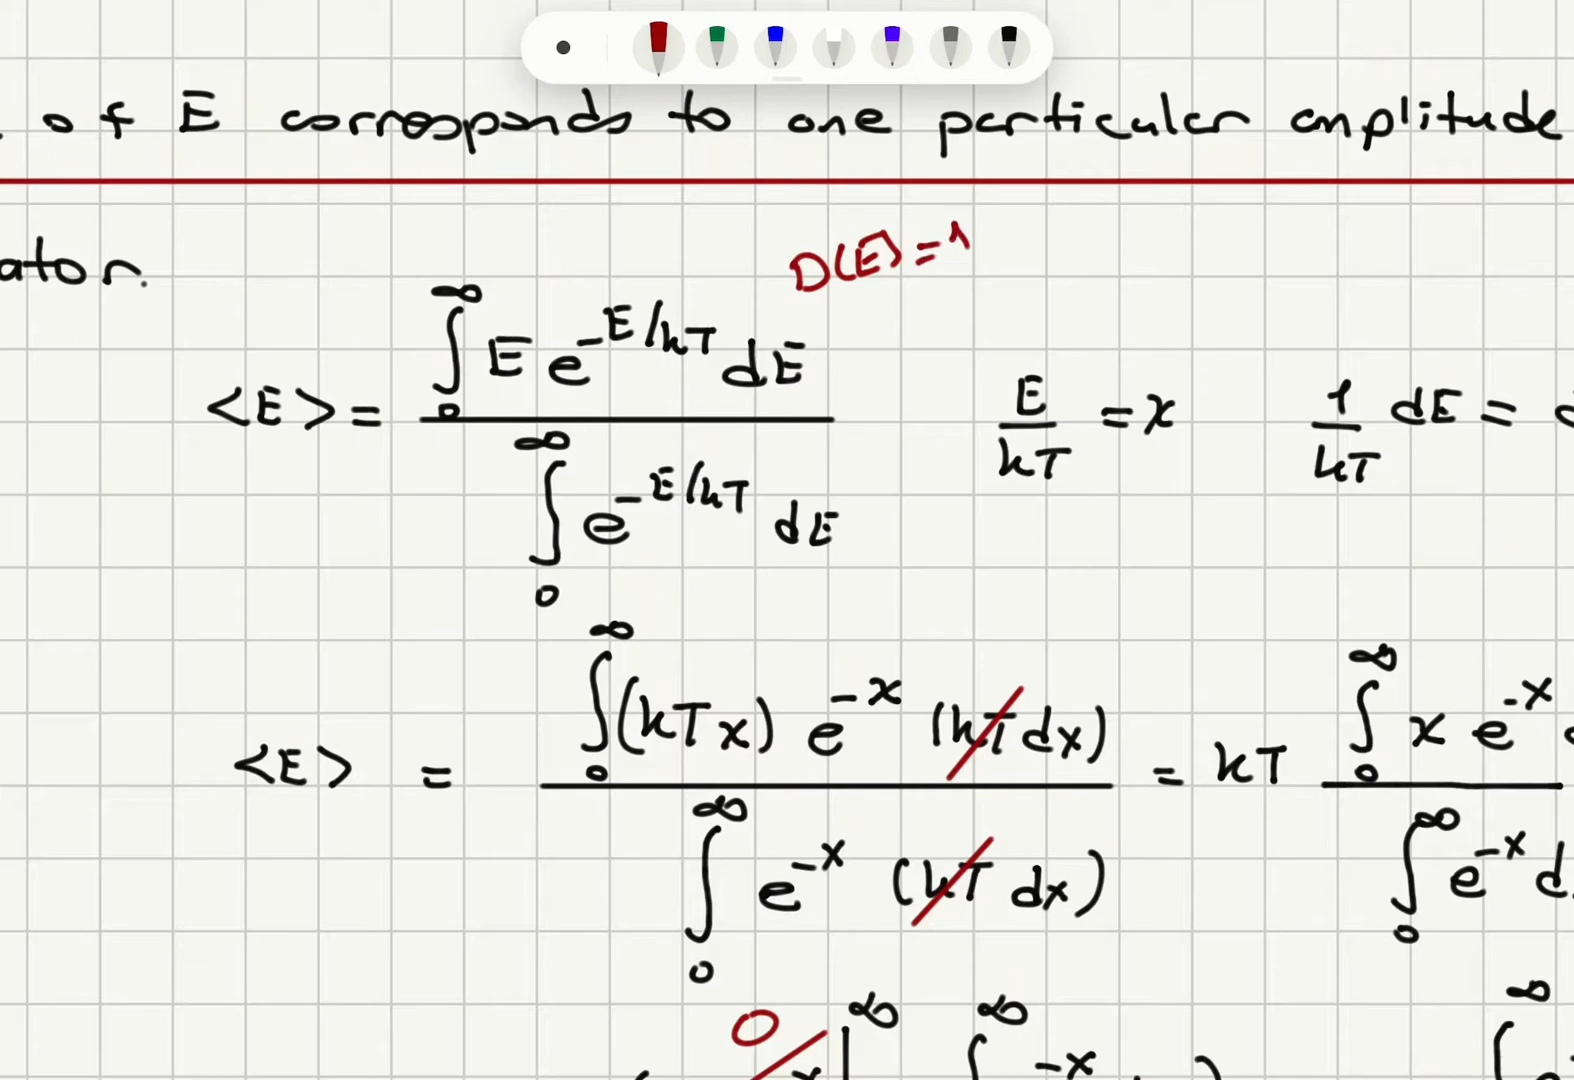 of E corresponds to one particular amplitude
ator.
D(E)=1
<E> = ∫₀^∞ E e^{-E/kT} dE / ∫₀^∞ e^{-E/kT} dE    E/kT = x    1/kT dE =
<E> = ∫₀^∞ (kTx) e^{-x} (kT dx) / ∫₀^∞ e^{-x} (kT dx) = kT ∫₀^∞ x e^{-x} / ∫₀^∞ e^{-x} d
0 ∞ ∞ -x ∞